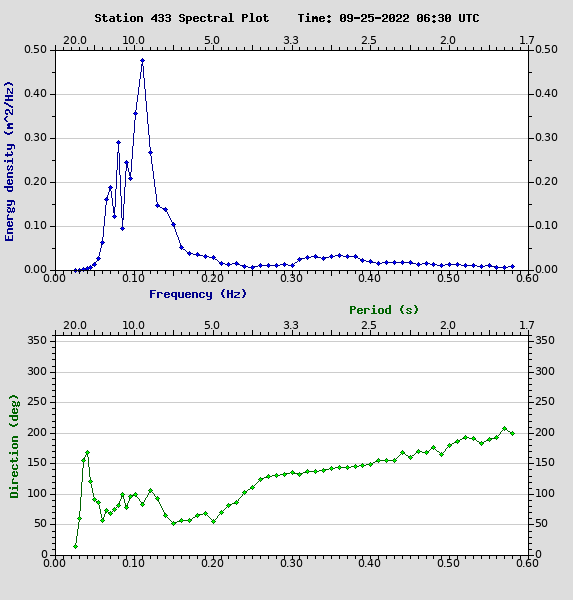 Station 433 Spectral Plot    Time: 09-25-2022 06:30 UTC
20.0 10.0 5.0 3.3 2.5 2.0 1.7
0.50 0.50
0.40 0.40
0.30 0.30
0.20 0.20
0.10 0.10
0.00 0.00
Energy density (m^2/Hz)
0.00 0.10 0.20 0.30 0.40 0.50 0.60
Frequency (Hz)
Period (s)
20.0 10.0 5.0 3.3 2.5 2.0 1.7
350 350
300 300
250 250
200 200
150 150
100 100
50 50
0 0
Direction (deg)
0.00 0.10 0.20 0.30 0.40 0.50 0.60